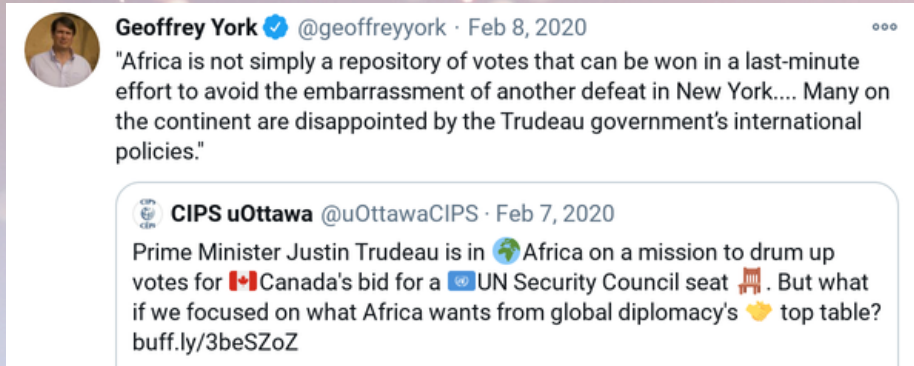 Geoffrey York @geoffreyyork · Feb 8, 2020
"Africa is not simply a repository of votes that can be won in a last-minute
effort to avoid the embarrassment of another defeat in New York.... Many on
the continent are disappointed by the Trudeau government's international
policies."
CIPS uOttawa @uOttawaCIPS · Feb 7, 2020
Prime Minister Justin Trudeau is in 🌍Africa on a mission to drum up
votes for 🇨🇦Canada's bid for a 🇺🇳UN Security Council seat 🪑. But what
if we focused on what Africa wants from global diplomacy's 🤝 top table?
buff.ly/3beSZoZ